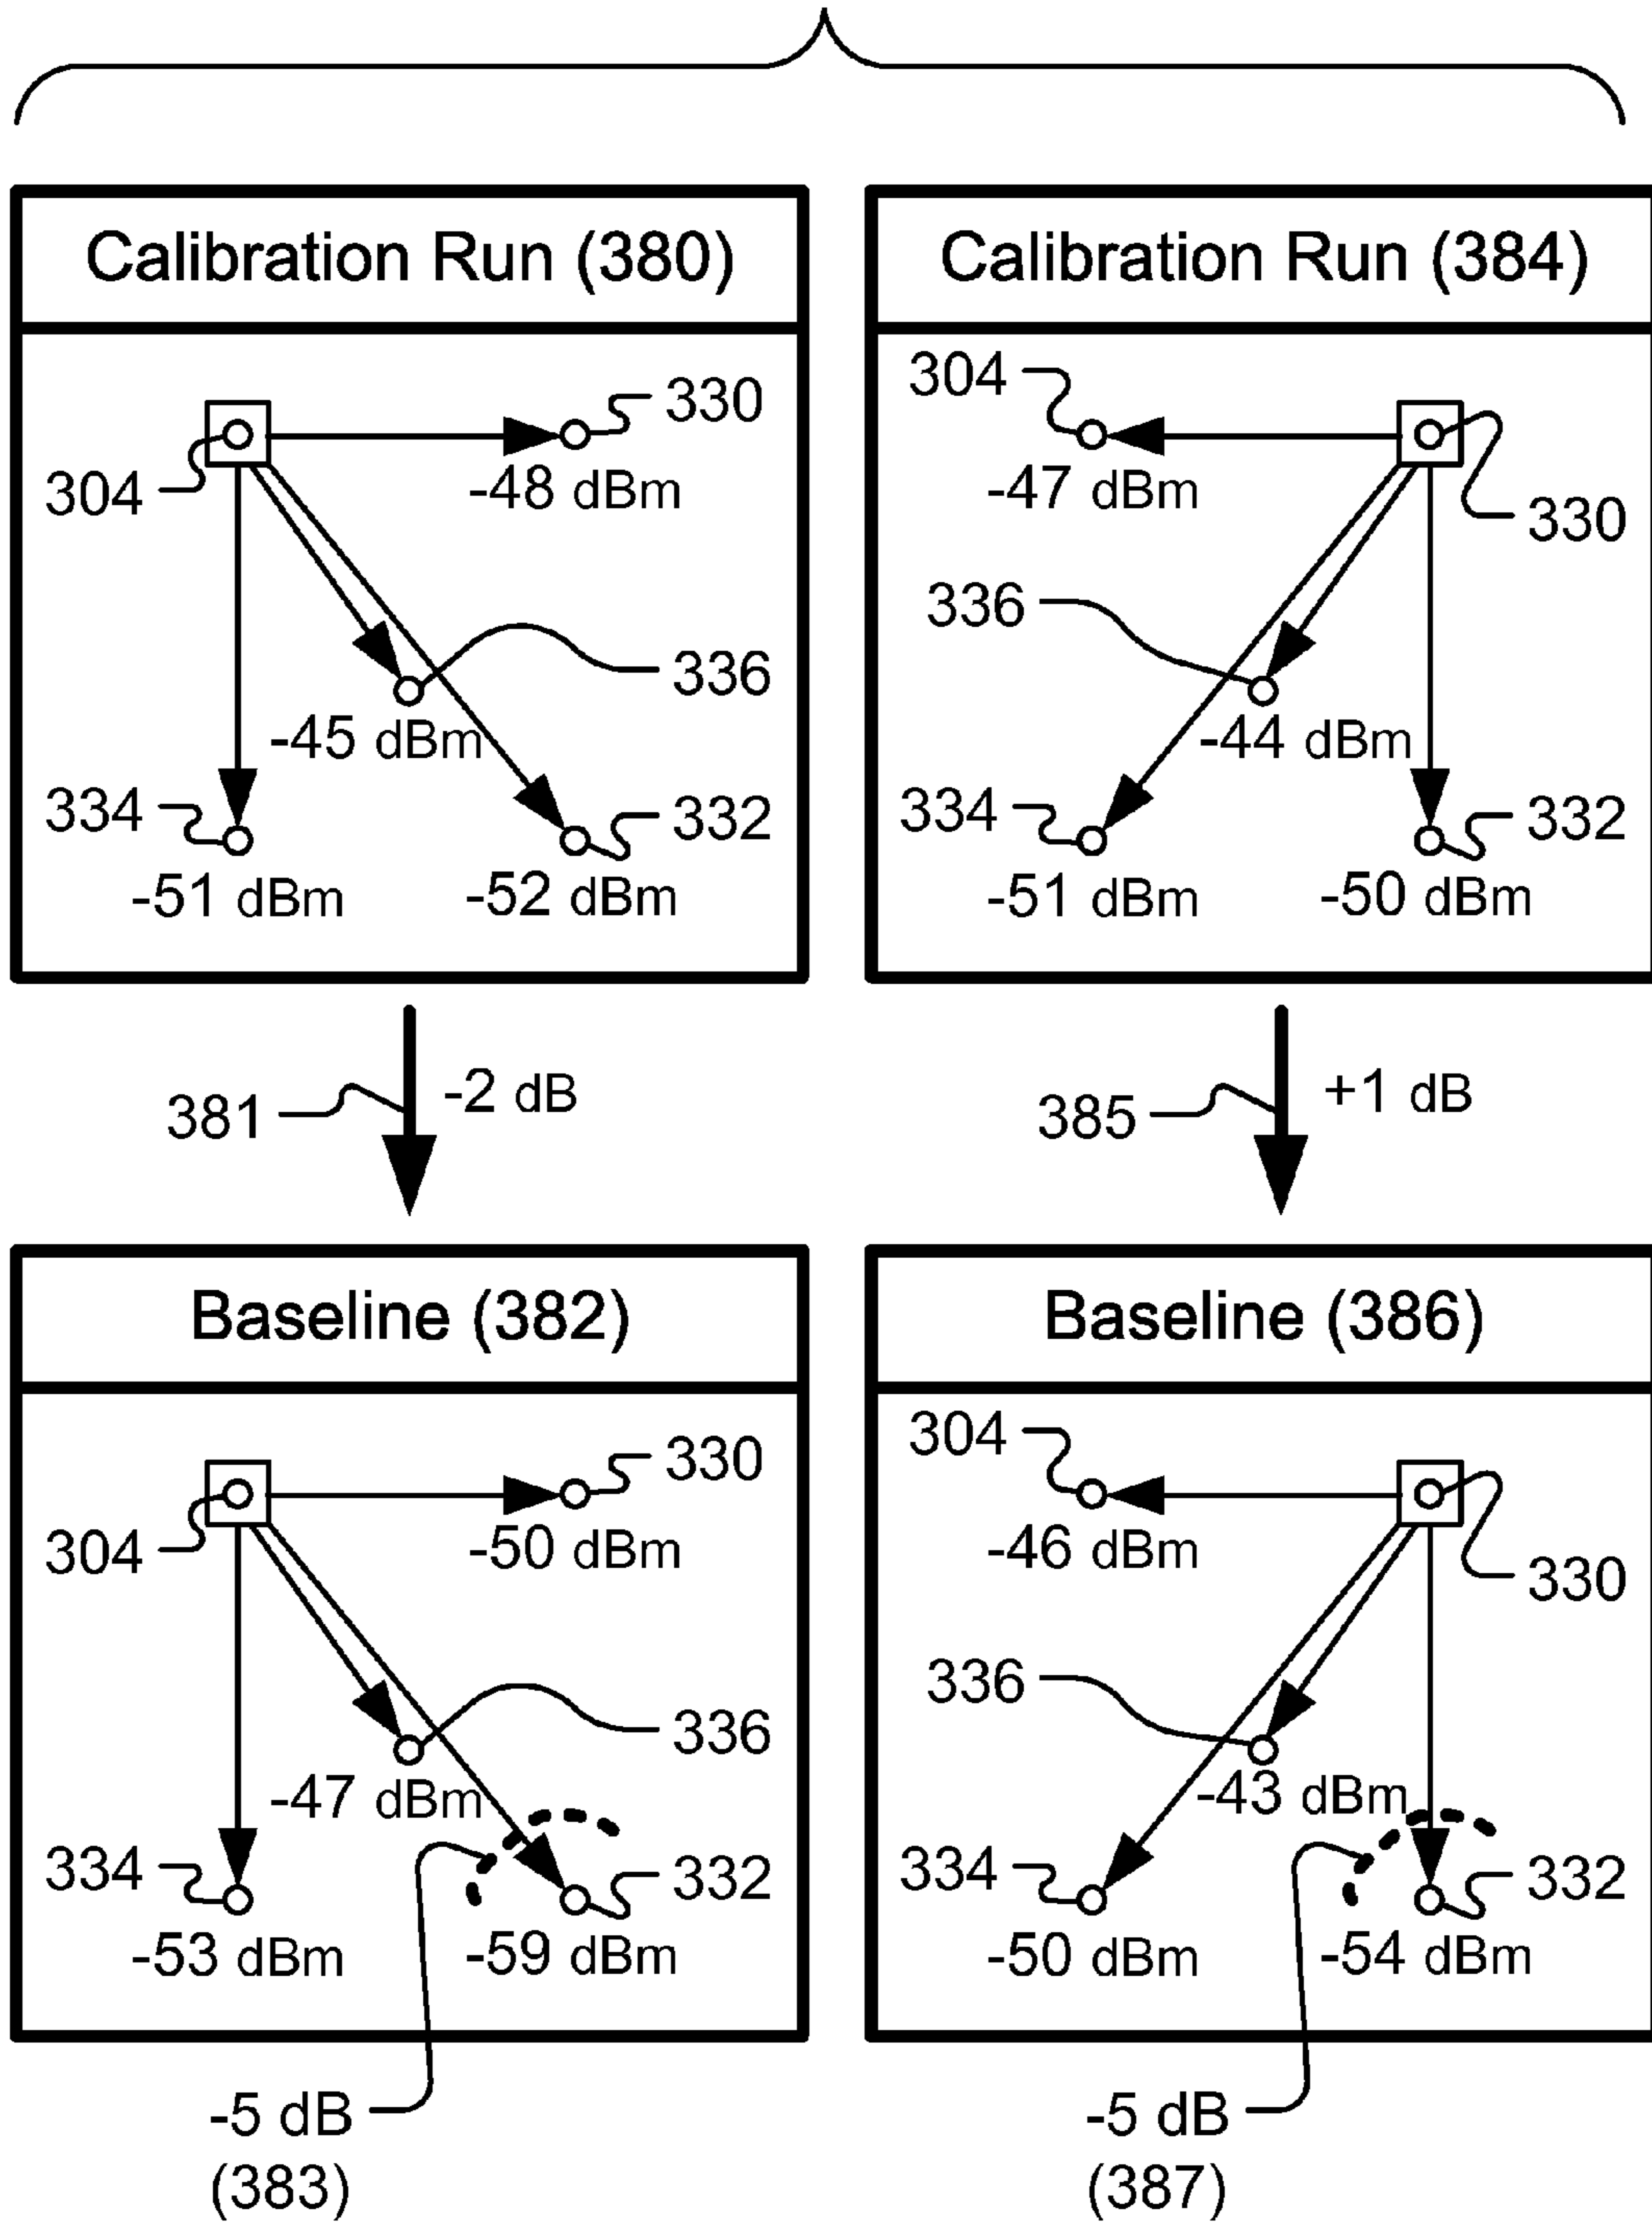 Calibration Run (380)
330
304
-48 dBm
336
-45 dBm
334
332
-51 dBm
-52 dBm
Calibration Run (384)
304
-47 dBm
330
336
-44 dBm
334
332
-51 dBm
-50 dBm
381
-2 dB
385
+1 dB
Baseline (382)
330
304
-50 dBm
336
-47 dBm
334
332
-53 dBm
-59 dBm
-5 dB
(383)
Baseline (386)
304
-46 dBm
330
336
-43 dBm
334
332
-50 dBm
-54 dBm
-5 dB
(387)